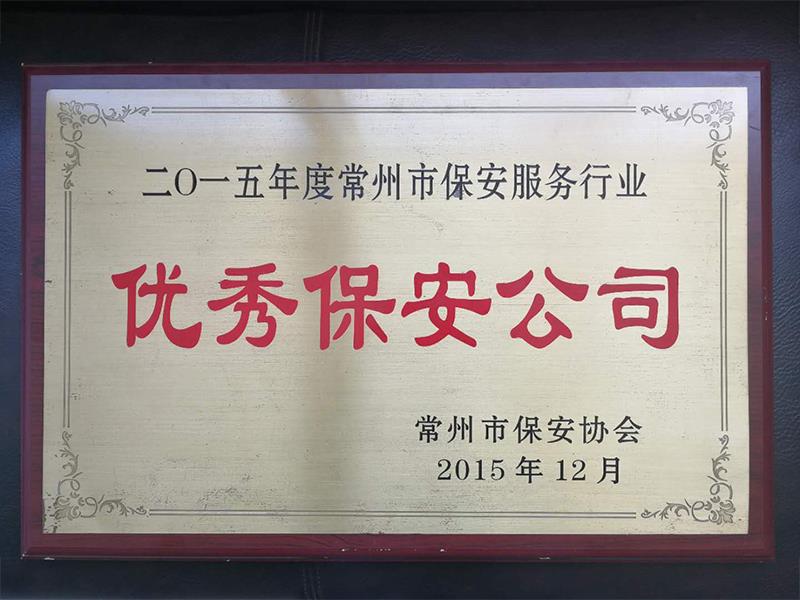 二〇一五年度常州市保安服务行业
优秀保安公司
常州市保安协会
2015年12月